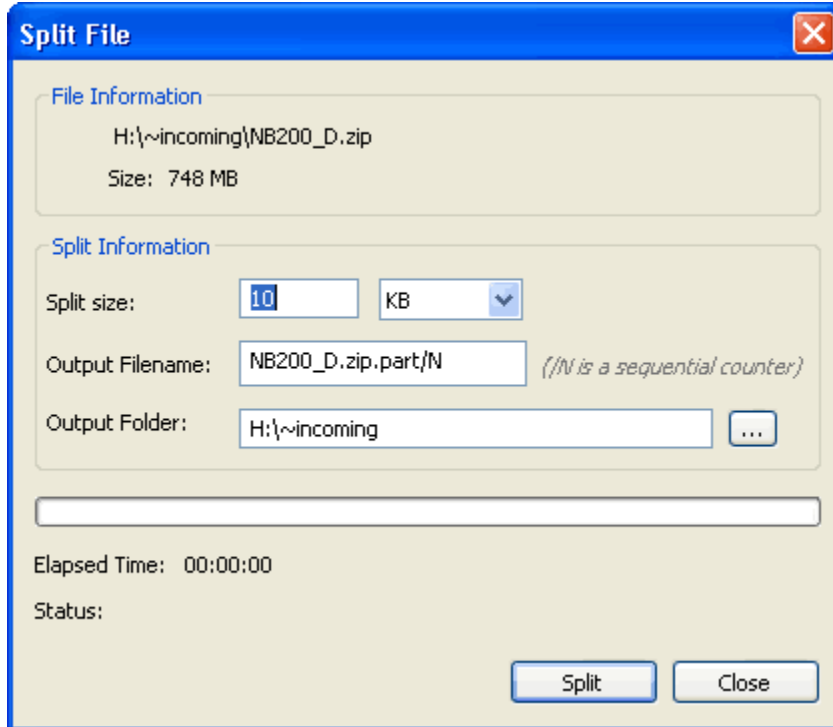 Split File
File Information
H:\~incoming\NB200_D.zip
Size: 748 MB
Split Information
Split size: 10 KB
Output Filename: NB200_D.zip.part/N (/N is a sequential counter)
Output Folder: H:\~incoming ...
Elapsed Time: 00:00:00
Status:
Split Close